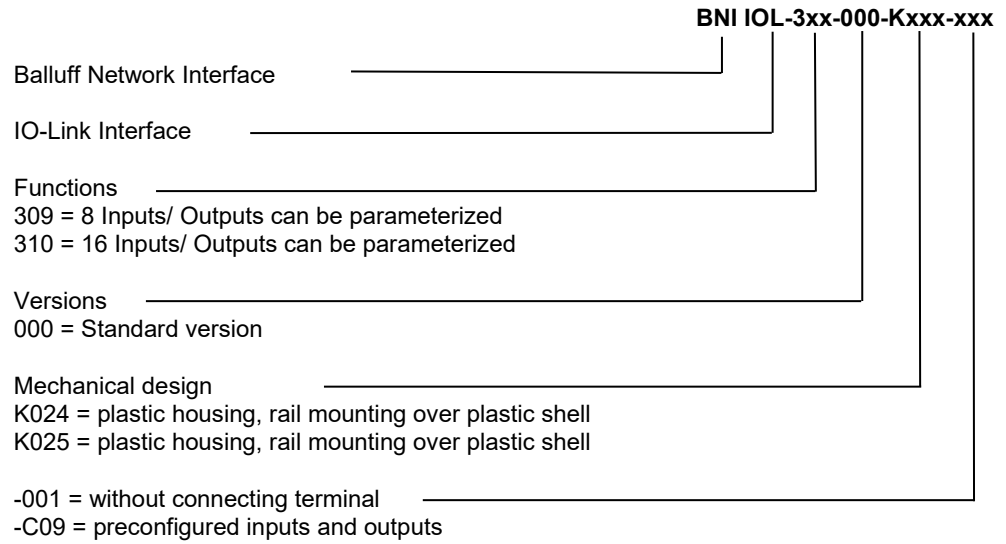 BNI IOL-3xx-000-Kxxx-xxx
Balluff Network Interface
IO-Link Interface
Functions
309 = 8 Inputs/ Outputs can be parameterized
310 = 16 Inputs/ Outputs can be parameterized
Versions
000 = Standard version
Mechanical design
K024 = plastic housing, rail mounting over plastic shell
K025 = plastic housing, rail mounting over plastic shell
-001 = without connecting terminal
-C09 = preconfigured inputs and outputs